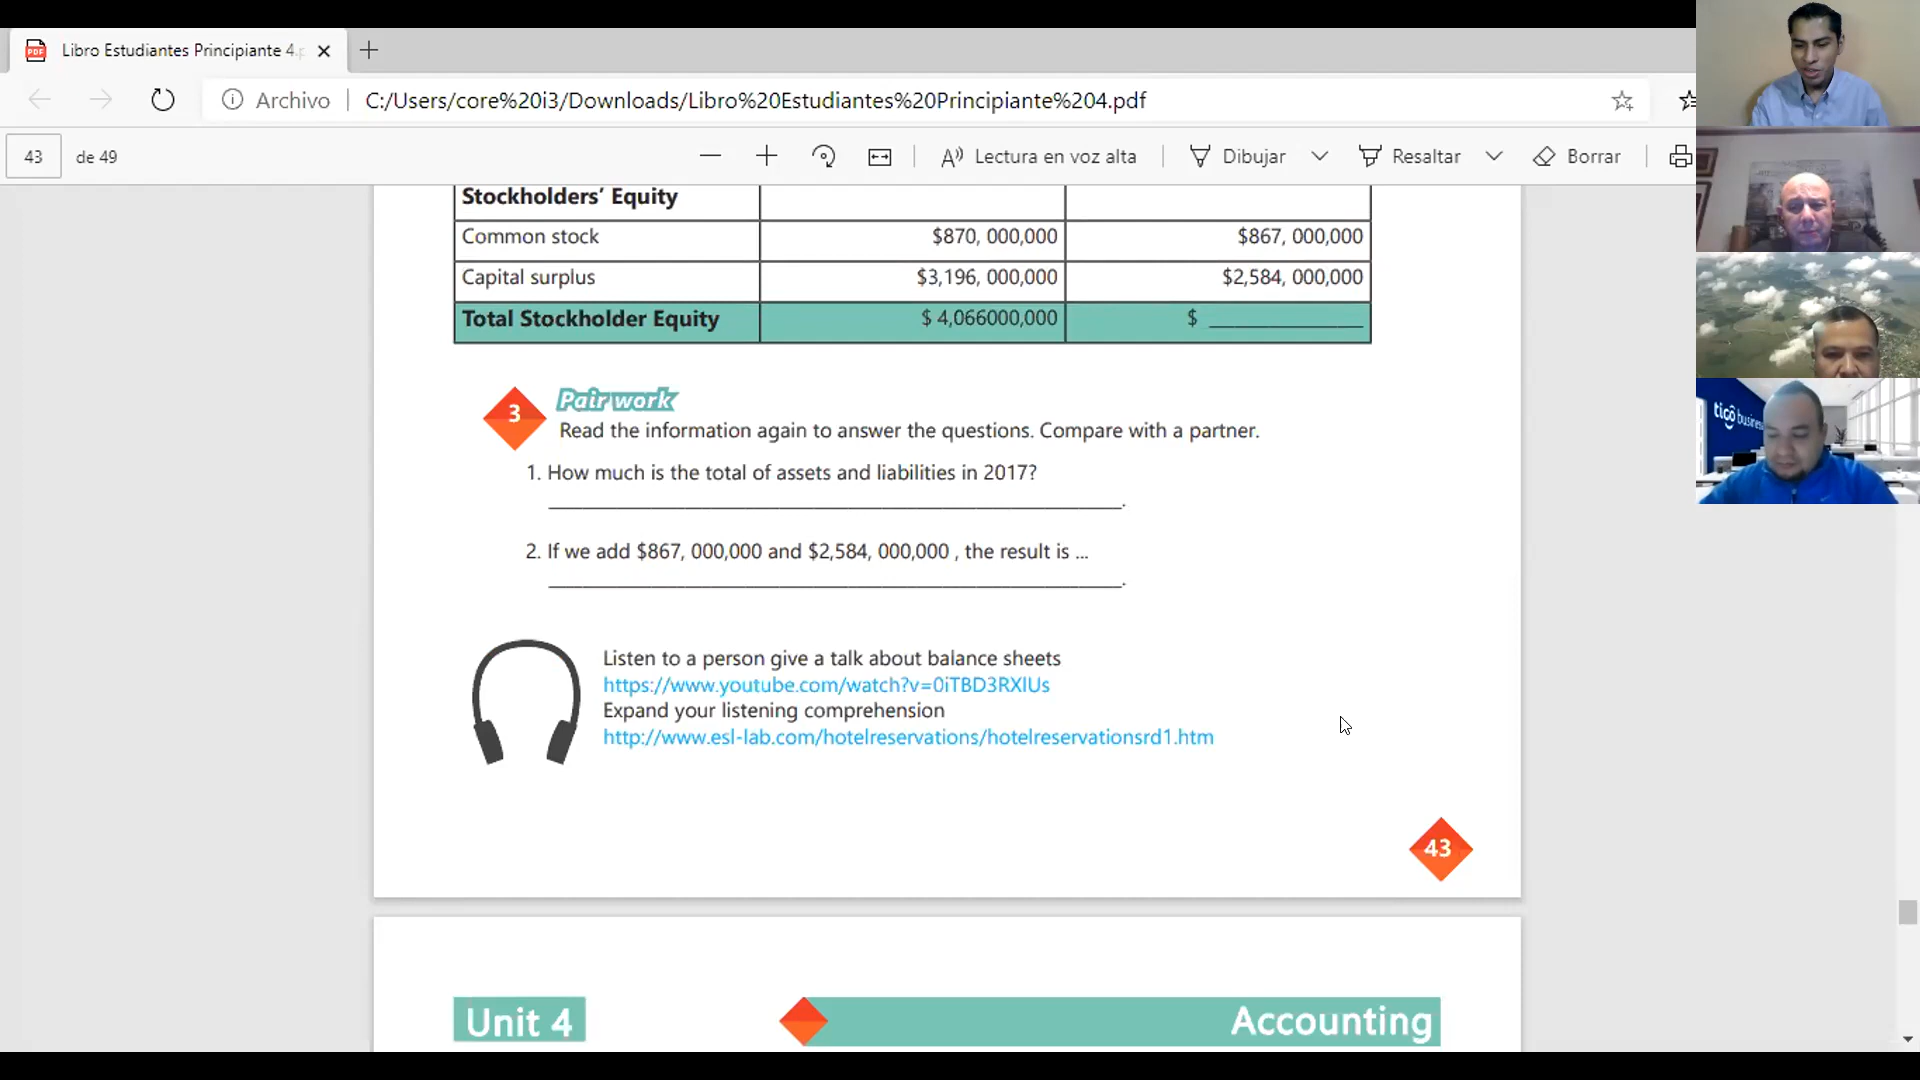 Libro Estudiantes Principiante 4.p
Archivo
C:/Users/core%20i3/Downloads/Libro%20Estudiantes%20Principiante%204.pdf
43 de 49
Lectura en voz alta
Dibujar
Resaltar
Borrar
Stockholders’ Equity
Common stock $870, 000,000 $867, 000,000
Capital surplus $3,196, 000,000 $2,584, 000,000
Total Stockholder Equity $ 4,066000,000 $ ______________
3 Pair work
Read the information again to answer the questions. Compare with a partner.
1. How much is the total of assets and liabilities in 2017?
2. If we add $867, 000,000 and $2,584, 000,000 , the result is ...
Listen to a person give a talk about balance sheets
https://www.youtube.com/watch?v=0iTBD3RXIUs
Expand your listening comprehension
http://www.esl-lab.com/hotelreservations/hotelreservationsrd1.htm
43
Unit 4
Accounting
tigo business